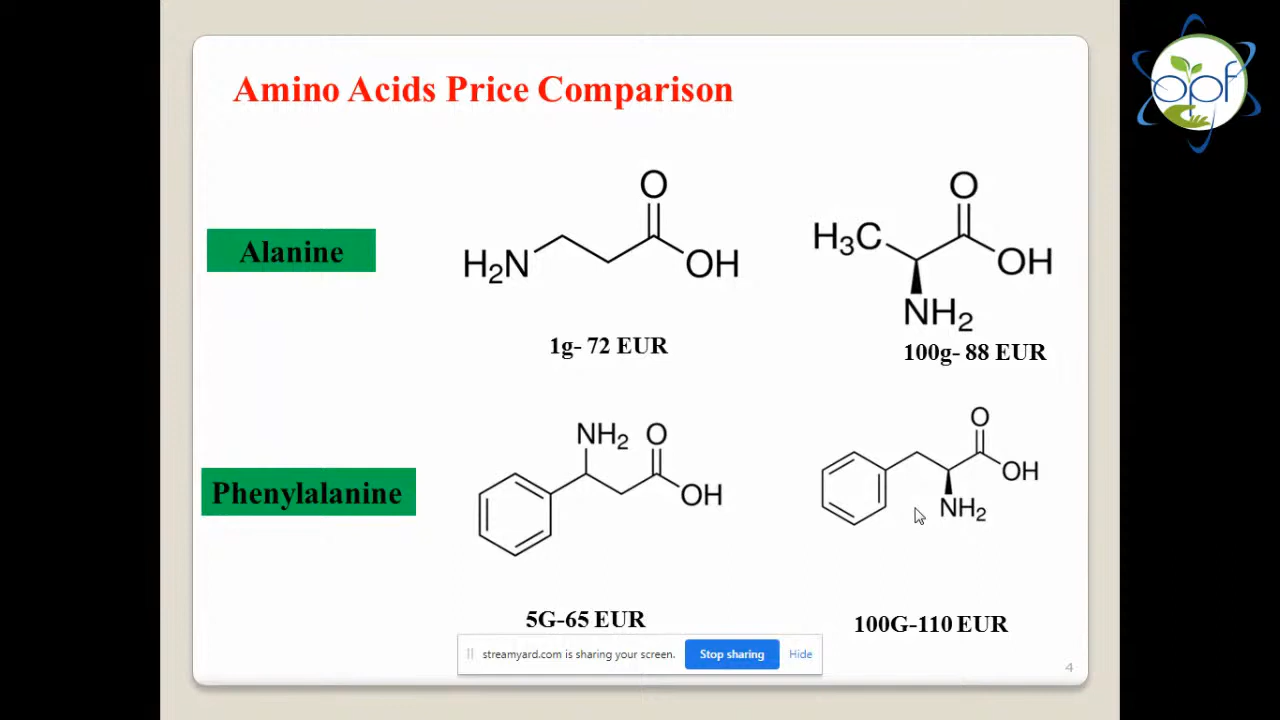 Amino Acids Price Comparison
opf
Alanine
H2N
O
OH
H3C
O
OH
NH2
1g- 72 EUR
100g- 88 EUR
Phenylalanine
NH2
O
OH
O
OH
NH2
5G-65 EUR
100G-110 EUR
streamyard.com is sharing your screen.
Stop sharing
Hide
4